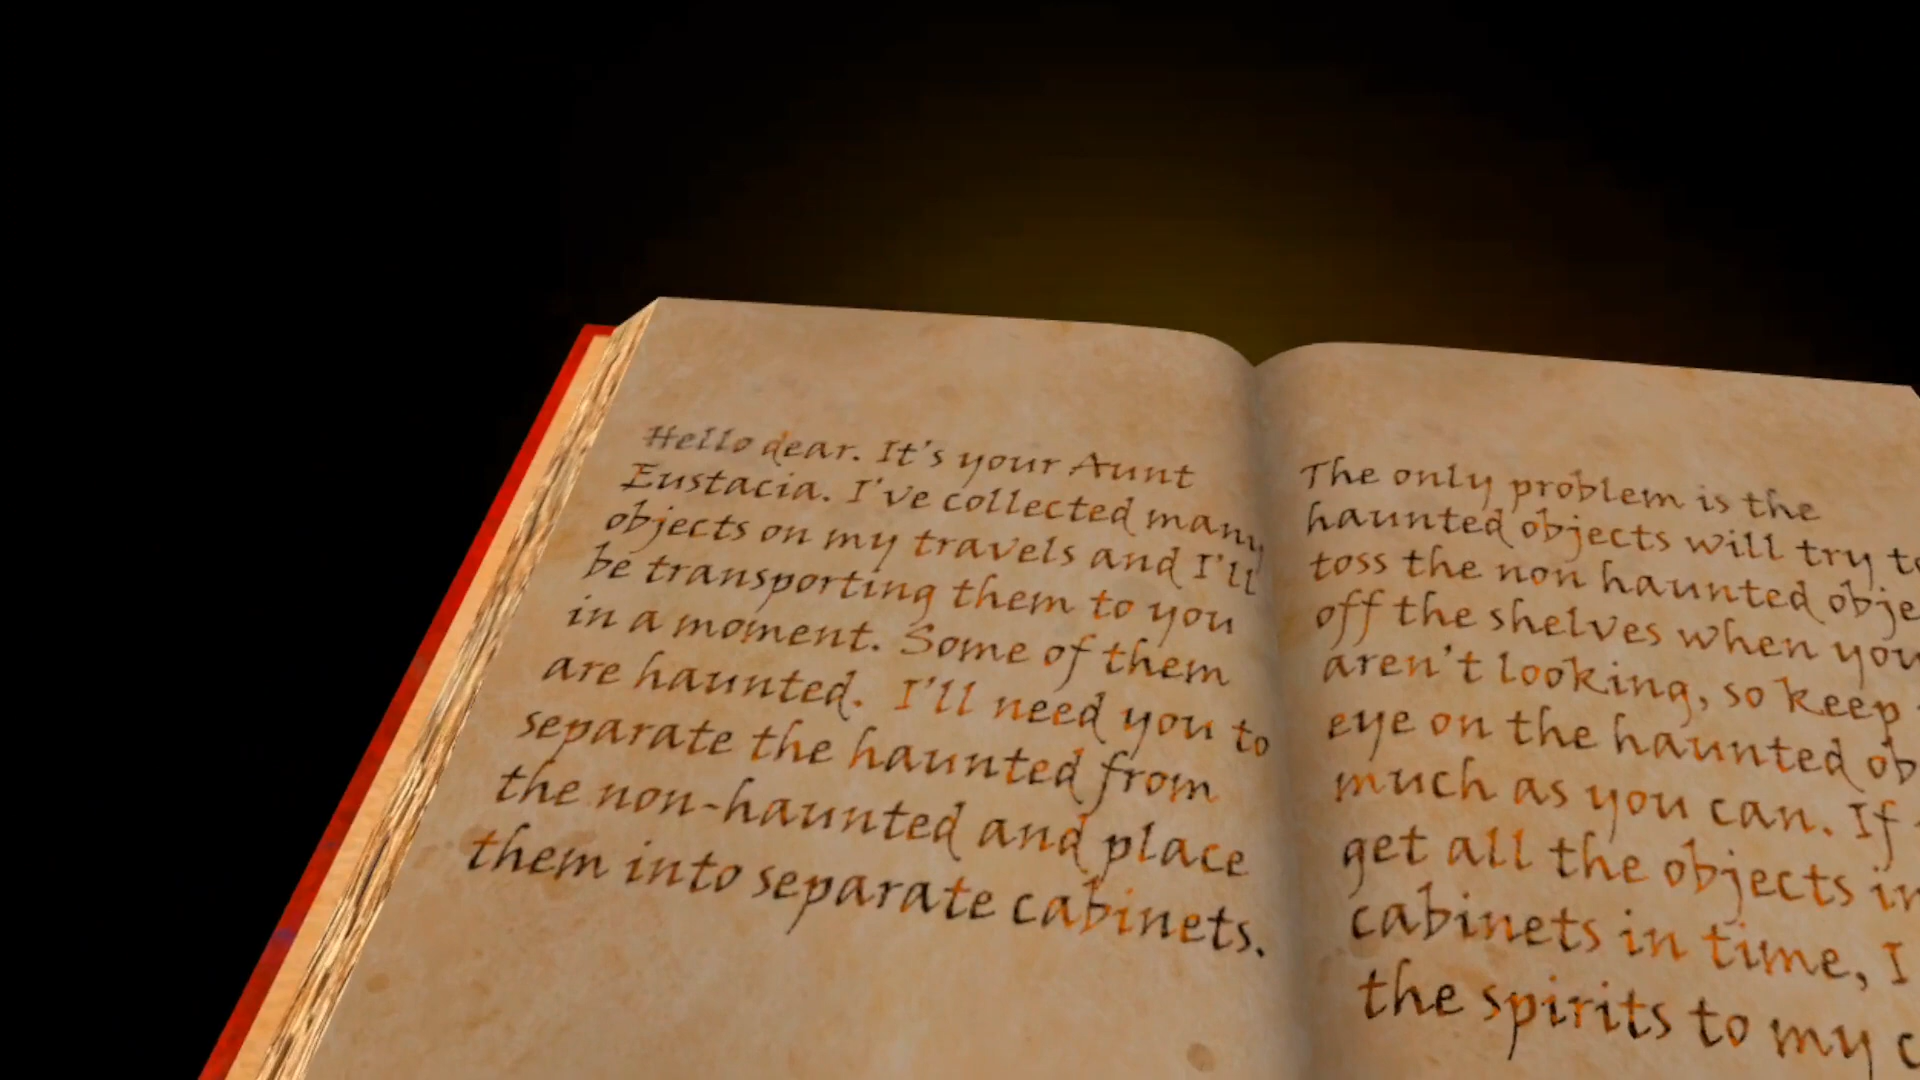 Hello dear. It's your Aunt
Eustacia. I've collected many
objects on my travels and I'll
be transporting them to you
in a moment. Some of them
are haunted. I'll need you to
separate the haunted from
the non-haunted and place
them into separate cabinets.
The only problem is the
haunted objects will try to
toss the non haunted obje
off the shelves when you
aren't looking, so keep
eye on the haunted ob
much as you can. If
get all the objects in
cabinets in time, I
the spirits to my